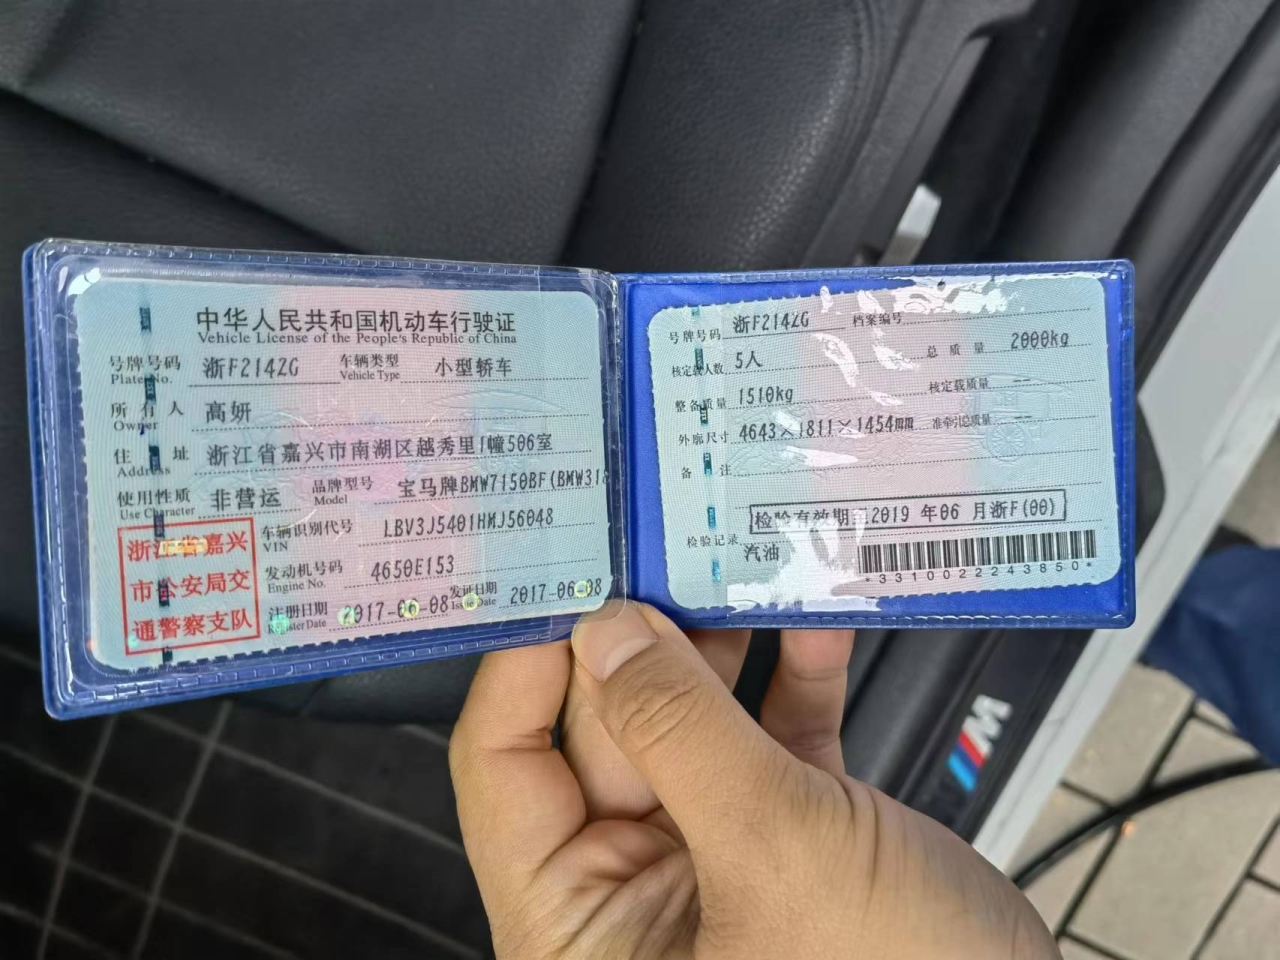 中华人民共和国机动车行驶证
Vehicle License of the People's Republic of China
号牌号码 浙F214ZG 车辆类型 小型轿车
Plate No. Vehicle Type
所有人 高妍
Owner
住址 浙江省嘉兴市南湖区越秀里1幢506室
Address
使用性质 非营运 品牌型号 宝马牌BMW7150BF(BMW318
Use Character Model
浙江省嘉兴
市公安局交
通警察支队
车辆识别代号 LBV3J5401HMJ56048
VIN
发动机号码 4650E153
Engine No.
注册日期 2017-06-08 发证日期 2017-06-08
Register Date Issue Date
号牌号码 浙F214ZG 档案编号
核定载人数 5人 总质量 2000kg
整备质量 1510kg 核定载质量 --
外廓尺寸 4643×1811×1454mm 准牵引总质量 --
备注
检验有效期至2019年06月浙F(00)
检验记录
汽油
*3310022243850*
M